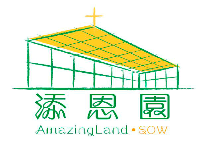 添恩園
AmazingLand • SOW